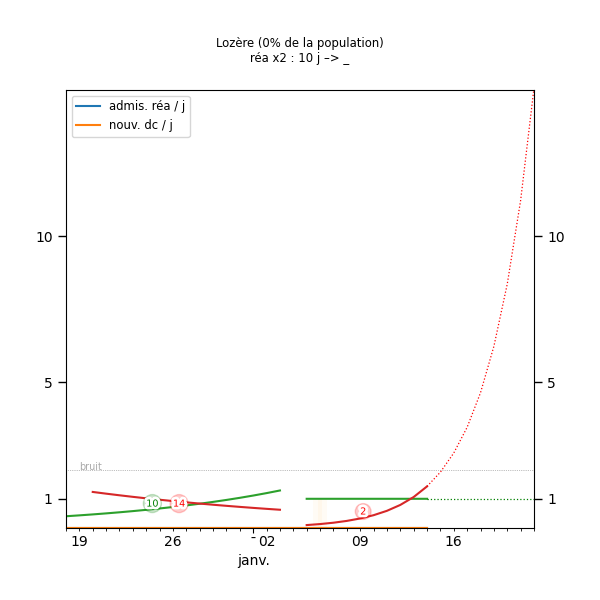 Lozère (0% de la population)
réa x2 : 10 j –> _
admis. réa / j
nouv. dc / j
10 10
5 5
bruit
1 10 14 2 1
19 26 02 09 16
janv.